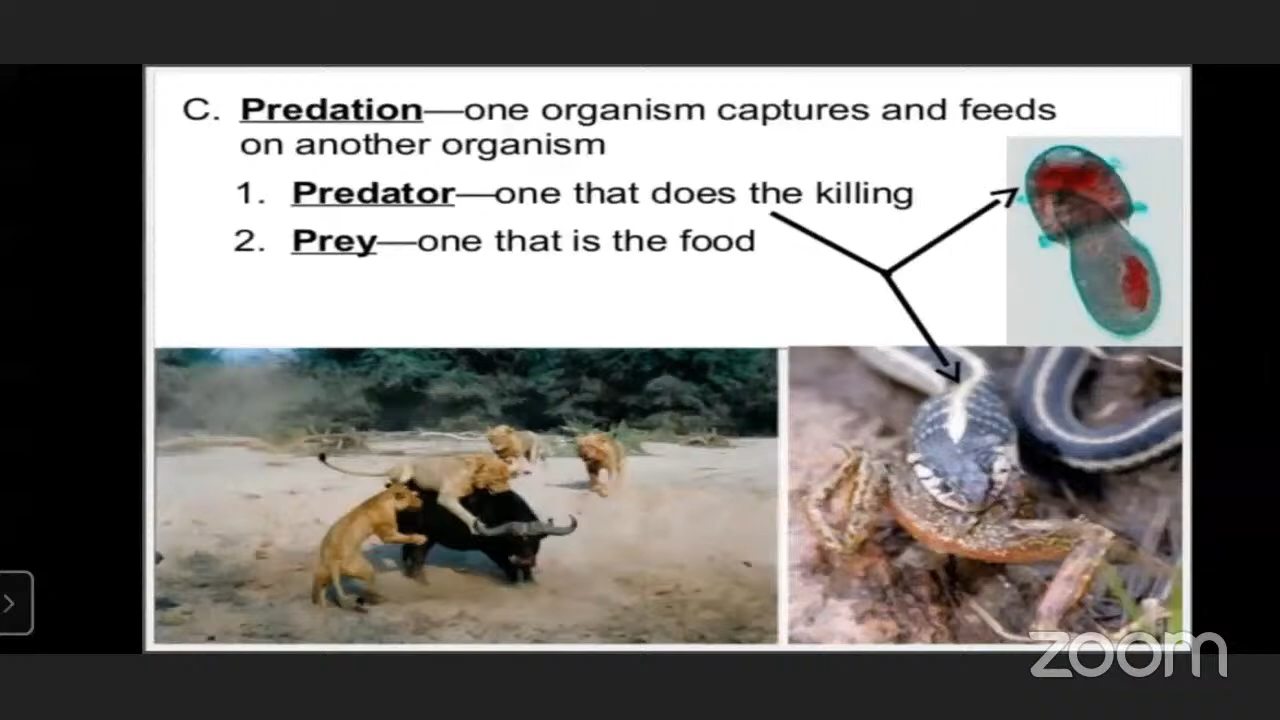 C. Predation—one organism captures and feeds
on another organism
1. Predator—one that does the killing
2. Prey—one that is the food
zoom